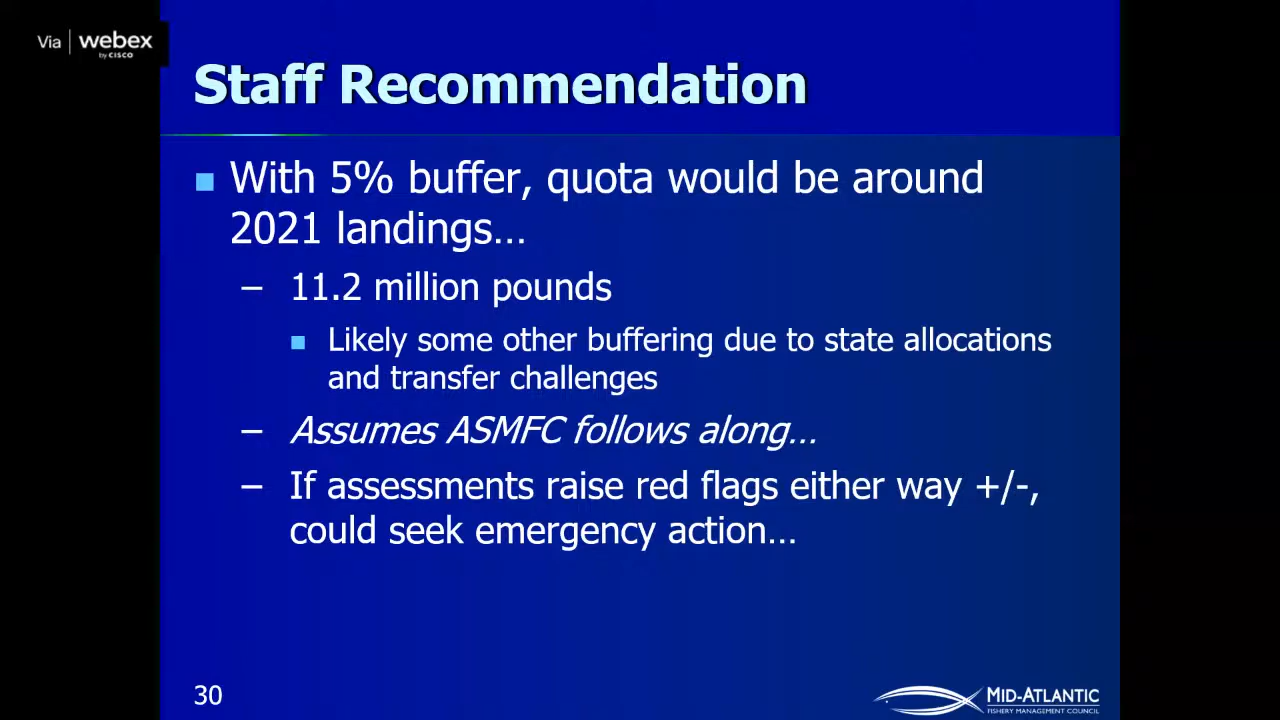 Via webex
by CISCO
Staff Recommendation
With 5% buffer, quota would be around
2021 landings…
– 11.2 million pounds
Likely some other buffering due to state allocations
and transfer challenges
– Assumes ASMFC follows along…
– If assessments raise red flags either way +/-,
could seek emergency action…
30
MID-ATLANTIC
FISHERY MANAGEMENT COUNCIL